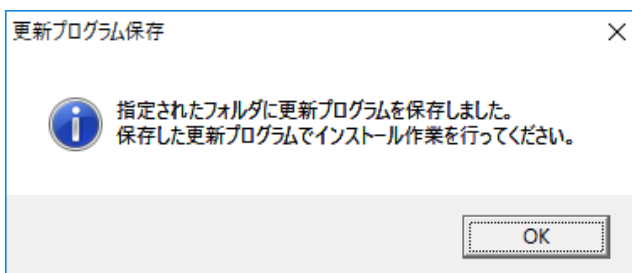 更新プログラム保存
指定されたフォルダに更新プログラムを保存しました。
保存した更新プログラムでインストール作業を行ってください。
OK